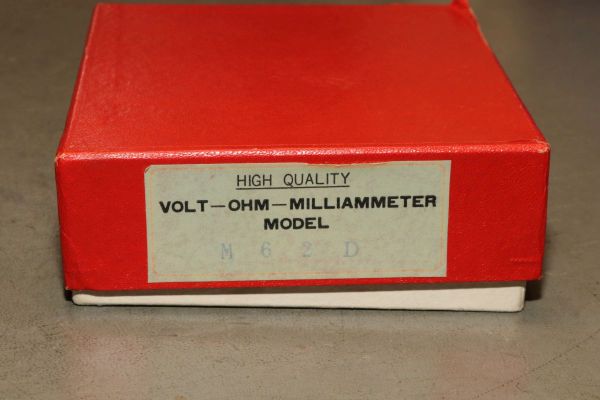 HIGH QUALITY
VOLT—OHM—MILLIAMMETER
MODEL
M 6 2 D